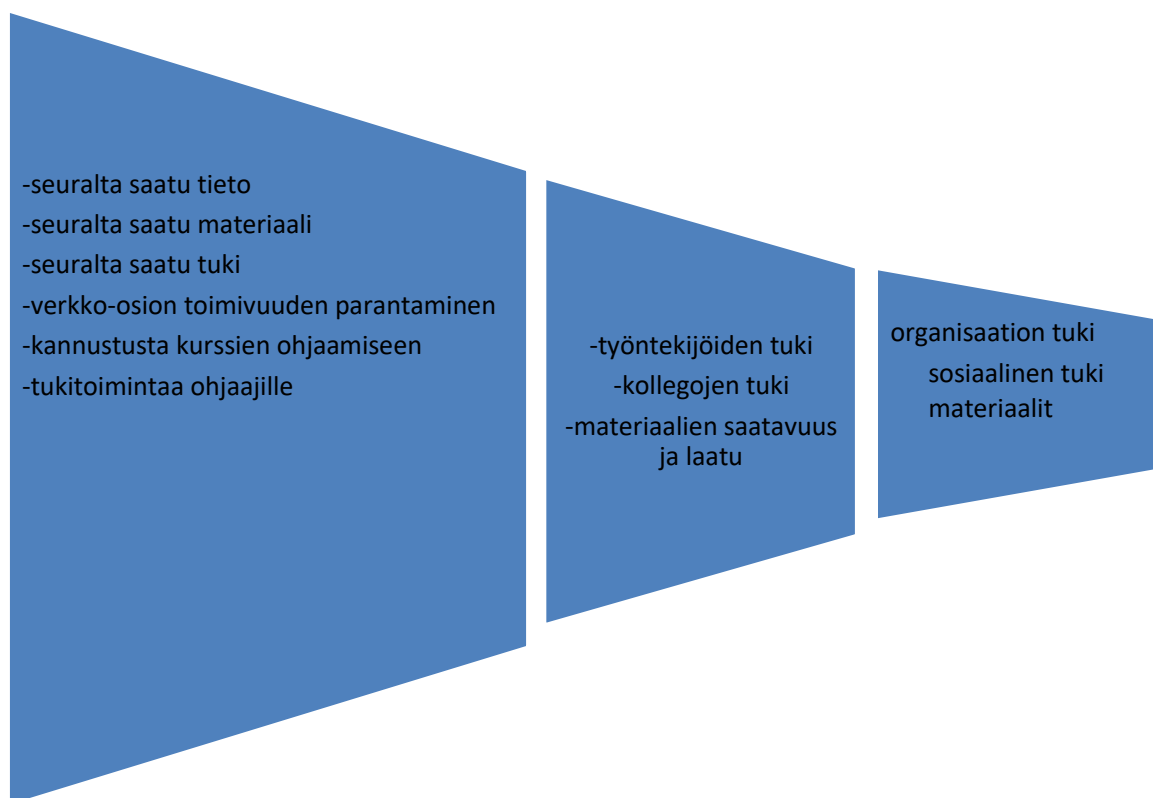 -seuralta saatu tieto
-seuralta saatu materiaali
-seuralta saatu tuki
-verkko-osion toimivuuden parantaminen
-kannustusta kurssien ohjaamiseen
-tukitoimintaa ohjaajille
-työntekijöiden tuki
-kollegojen tuki
-materiaalien saatavuus
ja laatu
organisaation tuki
sosiaalinen tuki
materiaalit